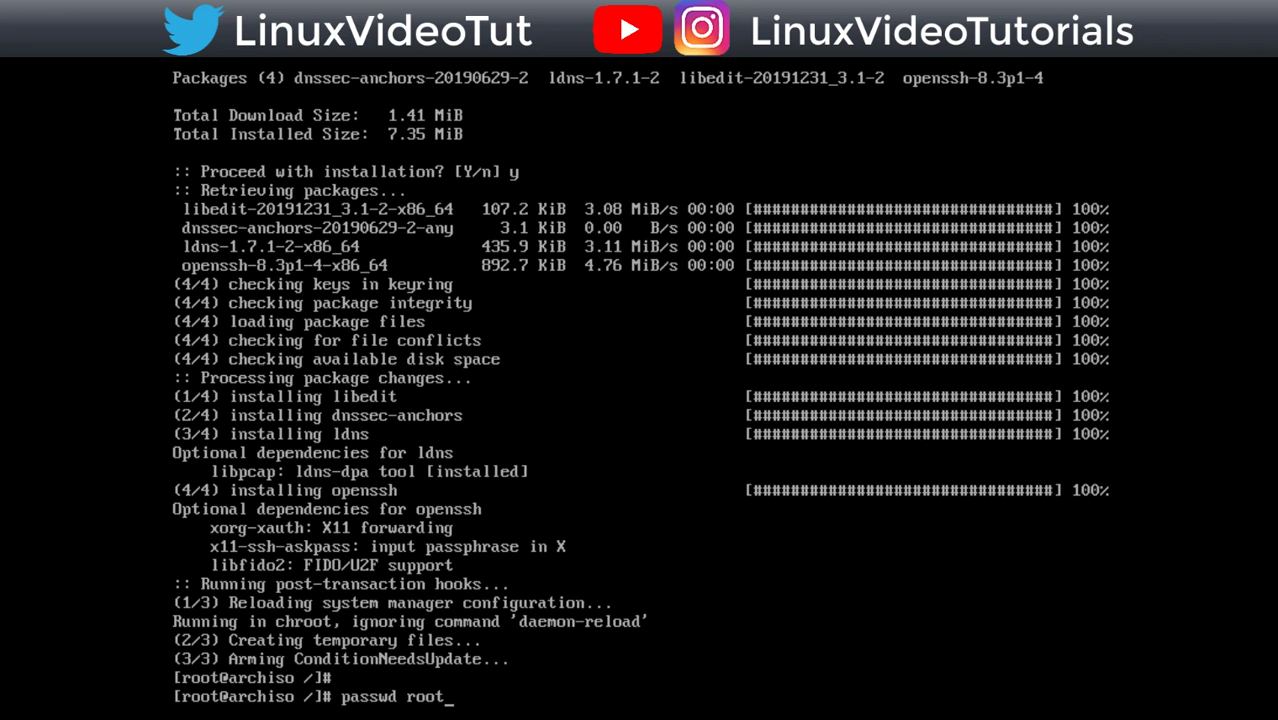 LinuxVideoTut LinuxVideoTutorials
Packages (4) dnssec-anchors-20190629-2  ldns-1.7.1-2  libedit-20191231_3.1-2  openssh-8.3p1-4
Total Download Size:   1.41 MiB
Total Installed Size:  7.35 MiB
:: Proceed with installation? [Y/n] y
:: Retrieving packages...
 libedit-20191231_3.1-2-x86_64   107.2 KiB  3.08 MiB/s 00:00 [################################] 100%
 dnssec-anchors-20190629-2-any     3.1 KiB  0.00   B/s 00:00 [################################] 100%
 ldns-1.7.1-2-x86_64             435.9 KiB  3.11 MiB/s 00:00 [################################] 100%
 openssh-8.3p1-4-x86_64          892.7 KiB  4.76 MiB/s 00:00 [################################] 100%
(4/4) checking keys in keyring                               [################################] 100%
(4/4) checking package integrity                             [################################] 100%
(4/4) loading package files                                  [################################] 100%
(4/4) checking for file conflicts                            [################################] 100%
(4/4) checking available disk space                          [################################] 100%
:: Processing package changes...
(1/4) installing libedit                                     [################################] 100%
(2/4) installing dnssec-anchors                              [################################] 100%
(3/4) installing ldns                                        [################################] 100%
Optional dependencies for ldns
    libpcap: ldns-dpa tool [installed]
(4/4) installing openssh                                     [################################] 100%
Optional dependencies for openssh
    xorg-xauth: X11 forwarding
    x11-ssh-askpass: input passphrase in X
    libfido2: FIDO/U2F support
:: Running post-transaction hooks...
(1/3) Reloading system manager configuration...
Running in chroot, ignoring command 'daemon-reload'
(2/3) Creating temporary files...
(3/3) Arming ConditionNeedsUpdate...
[root@archiso /]#
[root@archiso /]# passwd root_